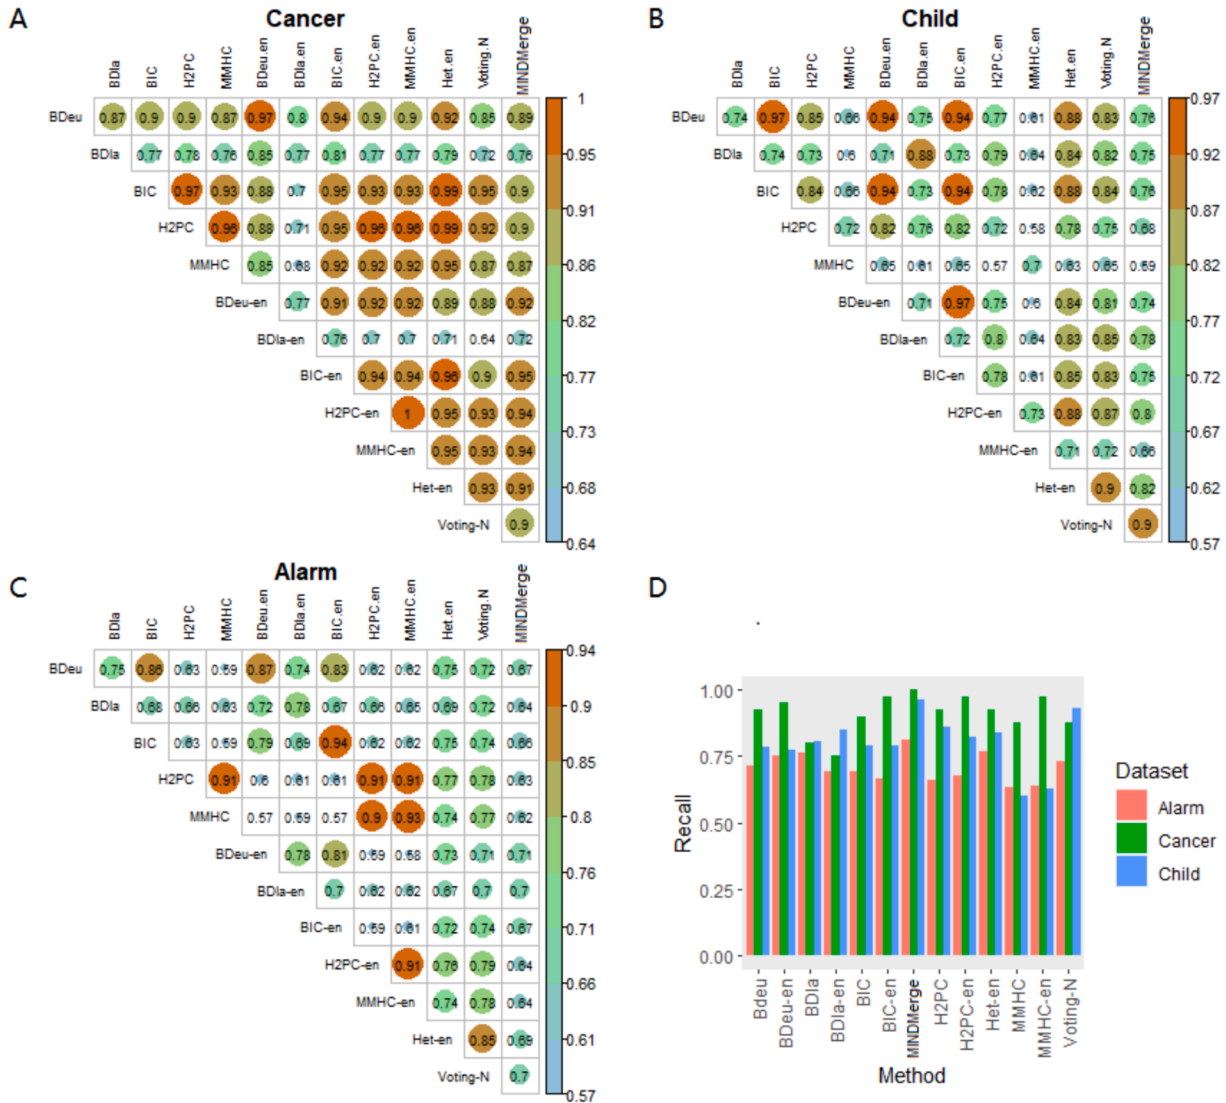 A
Cancer
BDla
BIC
H2PC
MMHC
BDeu.en
BDla.en
BIC.en
H2PC.en
MMHC.en
Het.en
Voting.N
MINDMerge
BDeu 0.87 0.9 0.9 0.87 0.97 0.8 0.94 0.9 0.9 0.92 0.85 0.89
BDla 0.77 0.78 0.76 0.85 0.77 0.81 0.77 0.77 0.79 0.72 0.76
BIC 0.97 0.93 0.88 0.7 0.95 0.93 0.93 0.99 0.95 0.9
H2PC 0.96 0.88 0.71 0.95 0.96 0.96 0.99 0.92 0.9
MMHC 0.85 0.68 0.92 0.92 0.92 0.95 0.87 0.87
BDeu-en 0.77 0.91 0.92 0.92 0.89 0.88 0.92
BDla-en 0.76 0.7 0.7 0.71 0.64 0.72
BIC-en 0.94 0.94 0.96 0.9 0.95
H2PC-en 1 0.95 0.93 0.94
MMHC-en 0.95 0.93 0.94
Het-en 0.93 0.91
Voting-N 0.9
1
0.95
0.91
0.86
0.82
0.77
0.73
0.68
0.64
B
Child
BDla
BIC
H2PC
MMHC
BDeu.en
BDla.en
BIC.en
H2PC.en
MMHC.en
Het.en
Voting.N
MINDMerge
BDeu 0.74 0.97 0.85 0.66 0.94 0.75 0.94 0.77 0.61 0.88 0.83 0.76
BDla 0.74 0.73 0.6 0.71 0.88 0.73 0.79 0.64 0.84 0.82 0.75
BIC 0.84 0.66 0.94 0.73 0.94 0.78 0.62 0.88 0.84 0.76
H2PC 0.72 0.82 0.76 0.82 0.72 0.58 0.78 0.75 0.68
MMHC 0.65 0.61 0.65 0.57 0.7 0.63 0.65 0.59
BDeu-en 0.71 0.97 0.75 0.6 0.84 0.81 0.74
BDla-en 0.72 0.8 0.64 0.83 0.85 0.78
BIC-en 0.78 0.61 0.85 0.83 0.75
H2PC-en 0.73 0.88 0.87 0.8
MMHC-en 0.71 0.72 0.66
Het-en 0.9 0.82
Voting-N 0.9
0.97
0.92
0.87
0.82
0.77
0.72
0.67
0.62
0.57
C
Alarm
BDla
BIC
H2PC
MMHC
BDeu.en
BDla.en
BIC.en
H2PC.en
MMHC.en
Het.en
Voting.N
MINDMerge
BDeu 0.75 0.86 0.63 0.59 0.87 0.74 0.83 0.62 0.62 0.75 0.72 0.67
BDla 0.68 0.66 0.63 0.72 0.78 0.67 0.66 0.65 0.69 0.72 0.64
BIC 0.63 0.59 0.79 0.69 0.94 0.62 0.62 0.75 0.74 0.66
H2PC 0.91 0.6 0.61 0.61 0.91 0.91 0.77 0.78 0.63
MMHC 0.57 0.59 0.57 0.9 0.93 0.74 0.77 0.62
BDeu-en 0.78 0.81 0.59 0.58 0.73 0.71 0.71
BDla-en 0.7 0.62 0.62 0.67 0.7 0.7
BIC-en 0.59 0.61 0.72 0.74 0.67
H2PC-en 0.91 0.76 0.79 0.64
MMHC-en 0.74 0.78 0.64
Het-en 0.85 0.69
Voting-N 0.7
0.94
0.9
0.85
0.8
0.76
0.71
0.66
0.61
0.57
D
Recall
1.00
0.75
0.50
0.25
0.00
Bdeu
BDeu-en
BDla
BDla-en
BIC
BIC-en
MINDMerge
H2PC
H2PC-en
Het-en
MMHC
MMHC-en
Voting-N
Method
Dataset
Alarm
Cancer
Child